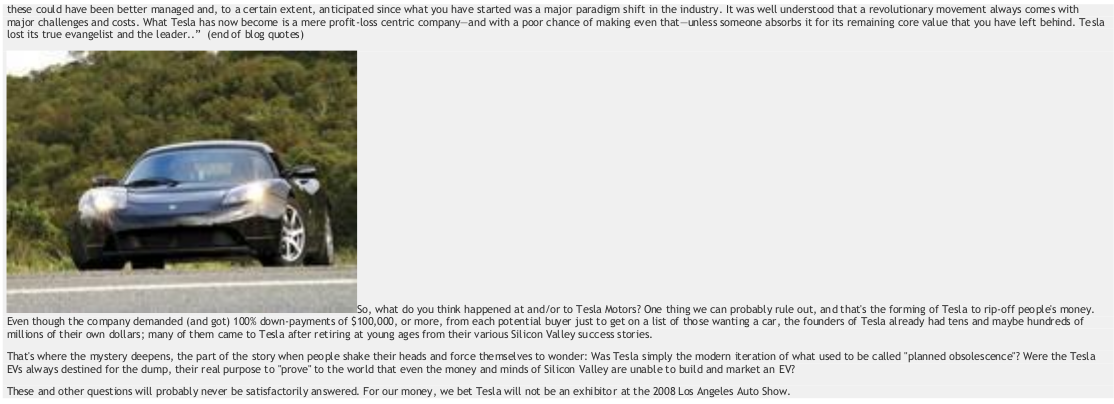 these could have been better managed and, to a certain extent, anticipated since what you have started was a major paradigm shift in the industry. It was well understood that a revolutionary movement always comes with
major challenges and costs. What Tesla has now become is a mere profit-loss centric company—and with a poor chance of making even that—unless someone absorbs it for its remaining core value that you have left behind. Tesla
lost its true evangelist and the leader.." (end of blog quotes)
So, what do you think happened at and/or to Tesla Motors? One thing we can probably rule out, and that's the forming of Tesla to rip-off people's money.
Even though the company demanded (and got) 100% down-payments of $100,000, or more, from each potential buyer just to get on a list of those wanting a car, the founders of Tesla already had tens and maybe hundreds of
millions of their own dollars; many of them came to Tesla after retiring at young ages from their various Silicon Valley success stories.
That's where the mystery deepens, the part of the story when people shake their heads and force themselves to wonder: Was Tesla simply the modern iteration of what used to be called "planned obsolescence"? Were the Tesla
EVs always destined for the dump, their real purpose to "prove" to the world that even the money and minds of Silicon Valley are unable to build and market an EV?
These and other questions will probably never be satisfactorily answered. For our money, we bet Tesla will not be an exhibitor at the 2008 Los Angeles Auto Show.